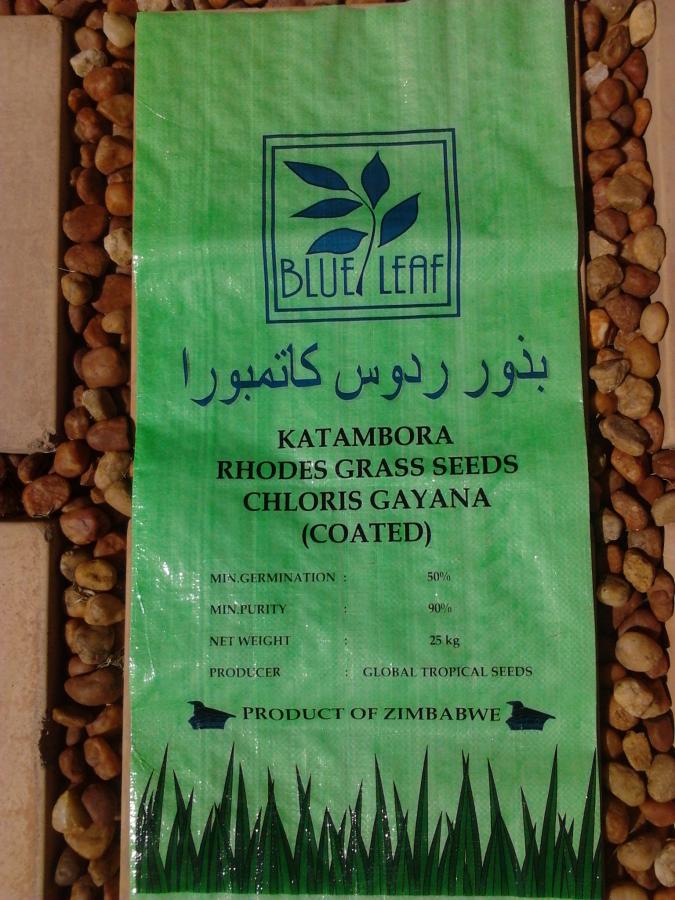 BLUE LEAF
بذور ردوس كاتمبورا
KATAMBORA
RHODES GRASS SEEDS
CHLORIS GAYANA
(COATED)
MIN.GERMINATION : 50%
MIN.PURITY : 90%
NET WEIGHT : 25 kg
PRODUCER : GLOBAL TROPICAL SEEDS
PRODUCT OF ZIMBABWE